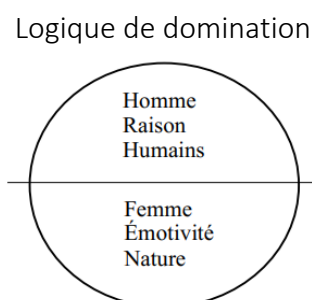 Logique de domination
Homme
Raison
Humains
Femme
Émotivité
Nature